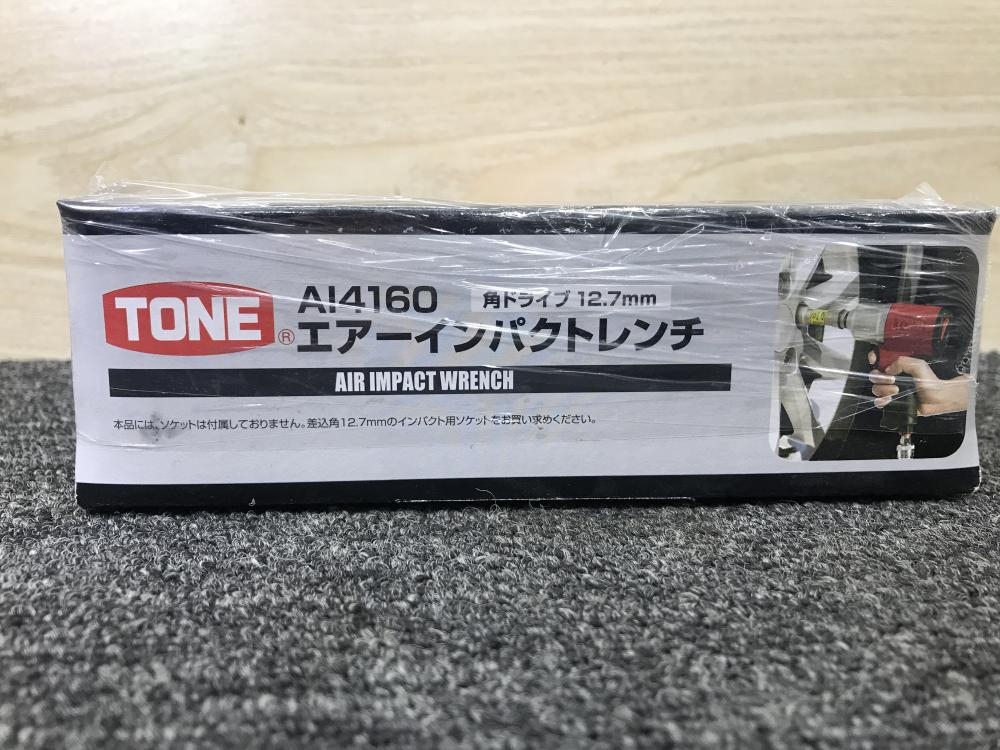 TONE®
AI4160 角ドライブ 12.7mm
エアーインパクトレンチ
AIR IMPACT WRENCH
本品には、ソケットは付属しておりません。差込角12.7mmのインパクト用ソケットをお買い求めください。